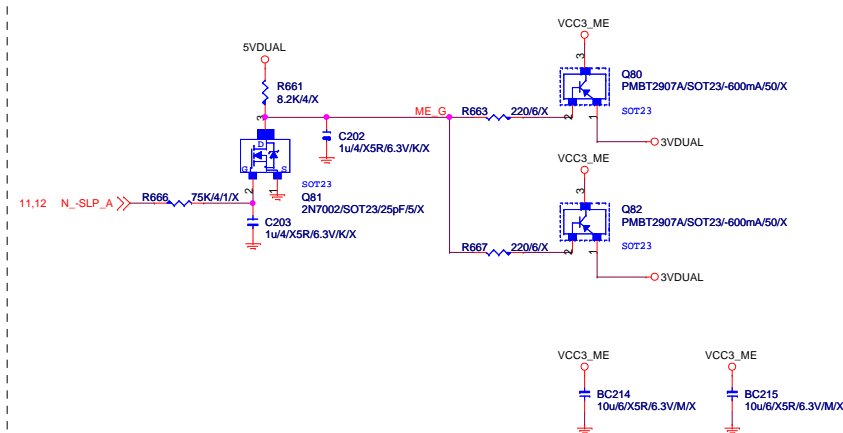 VCC3_ME
3
Q80
PMBT2907A/SOT23/-600mA/50/X
SOT23
2
1
3VDUAL
5VDUAL
R661
8.2K/4/X
3
D
G
S
2
1
SOT23
Q81
2N7002/SOT23/25pF/5/X
C202
1u/4/X5R/6.3V/K/X
ME_G
R663
220/6/X
11,12
N_-SLP_A
R666
75K/4/1/X
C203
1u/4/X5R/6.3V/K/X
VCC3_ME
3
Q82
PMBT2907A/SOT23/-600mA/50/X
SOT23
2
1
R667
220/6/X
3VDUAL
VCC3_ME
BC214
10u/6/X5R/6.3V/M/X
VCC3_ME
BC215
10u/6/X5R/6.3V/M/X